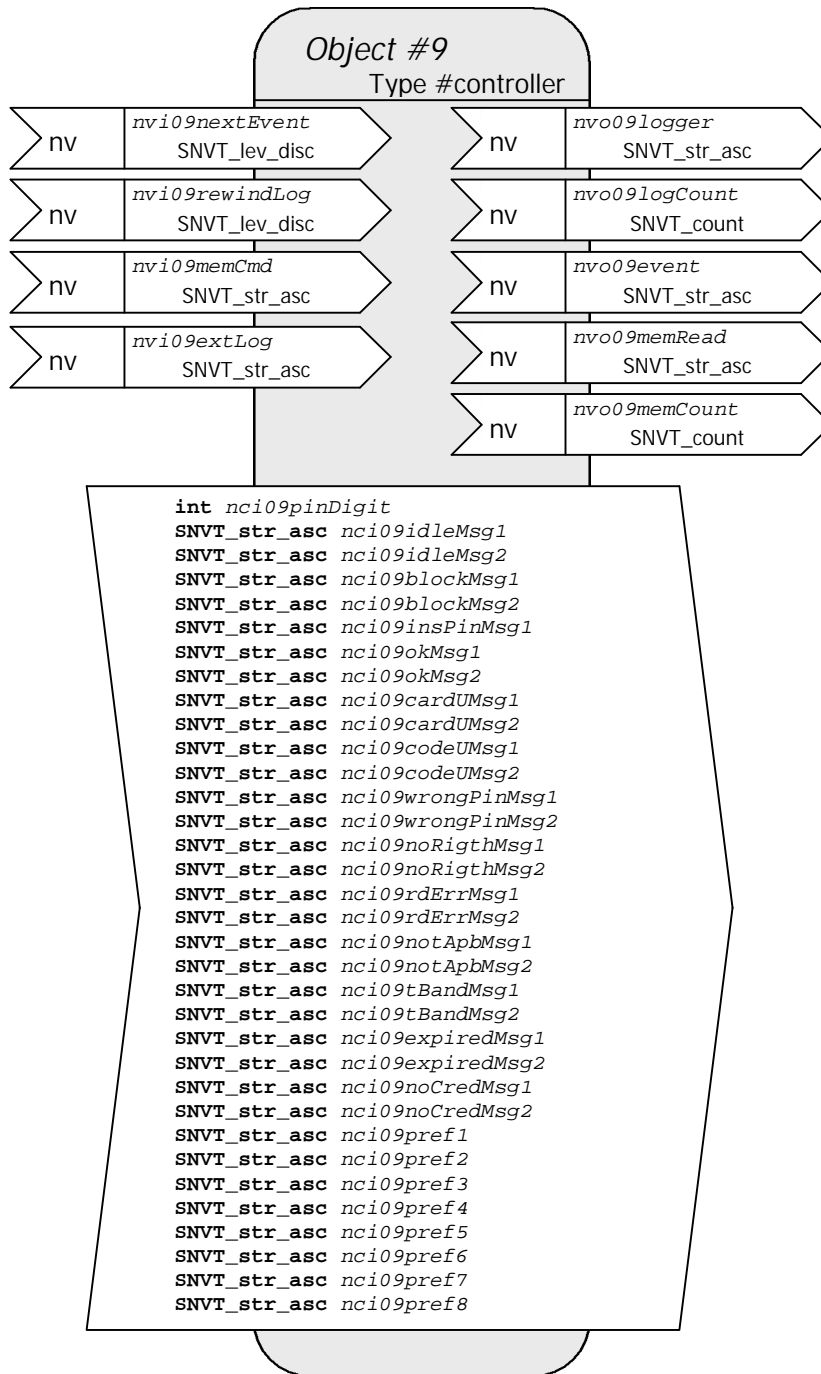 Object #9
Type #controller
nv
nvi09nextEvent
SNVT_lev_disc
nv
nvi09rewindLog
SNVT_lev_disc
nv
nvi09memCmd
SNVT_str_asc
nv
nvi09extLog
SNVT_str_asc
nv
nvo09logger
SNVT_str_asc
nv
nvo09logCount
SNVT_count
nv
nvo09event
SNVT_str_asc
nv
nvo09memRead
SNVT_str_asc
nv
nvo09memCount
SNVT_count
int nci09pinDigit
SNVT_str_asc nci09idleMsg1
SNVT_str_asc nci09idleMsg2
SNVT_str_asc nci09blockMsg1
SNVT_str_asc nci09blockMsg2
SNVT_str_asc nci09insPinMsg1
SNVT_str_asc nci09okMsg1
SNVT_str_asc nci09okMsg2
SNVT_str_asc nci09cardUMsg1
SNVT_str_asc nci09cardUMsg2
SNVT_str_asc nci09codeUMsg1
SNVT_str_asc nci09codeUMsg2
SNVT_str_asc nci09wrongPinMsg1
SNVT_str_asc nci09wrongPinMsg2
SNVT_str_asc nci09noRigthMsg1
SNVT_str_asc nci09noRigthMsg2
SNVT_str_asc nci09rdErrMsg1
SNVT_str_asc nci09rdErrMsg2
SNVT_str_asc nci09notApbMsg1
SNVT_str_asc nci09notApbMsg2
SNVT_str_asc nci09tBandMsg1
SNVT_str_asc nci09tBandMsg2
SNVT_str_asc nci09expiredMsg1
SNVT_str_asc nci09expiredMsg2
SNVT_str_asc nci09noCredMsg1
SNVT_str_asc nci09noCredMsg2
SNVT_str_asc nci09pref1
SNVT_str_asc nci09pref2
SNVT_str_asc nci09pref3
SNVT_str_asc nci09pref4
SNVT_str_asc nci09pref5
SNVT_str_asc nci09pref6
SNVT_str_asc nci09pref7
SNVT_str_asc nci09pref8